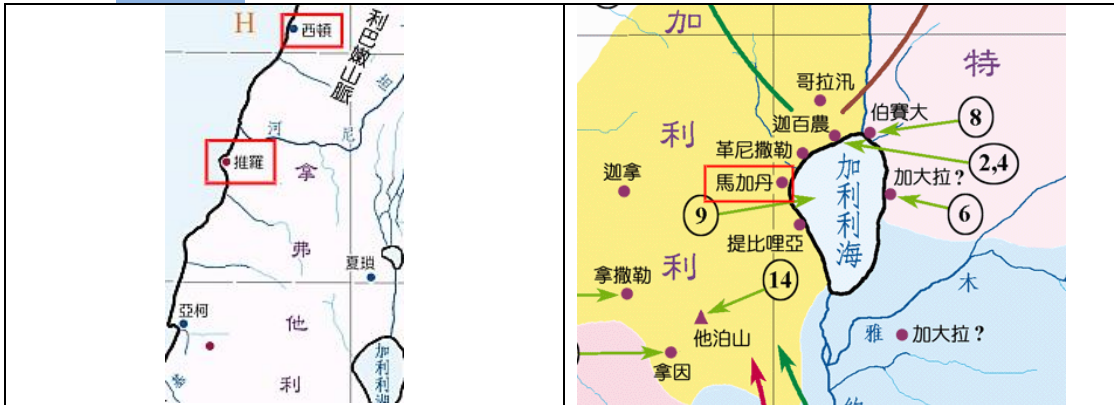 H
西頓
利巴嫩山脈
河
尼
坦
推羅
拿
弗
他
利
夏瑣
亞柯
加利利湖
加
利
利
特
哥拉汛
伯賽大
8
迦百農
革尼撒勒
2,4
迦拿
馬加丹
加大拉?
9
6
加利利海
提比哩亞
14
拿撒勒
他泊山
木
雅
加大拉?
拿因